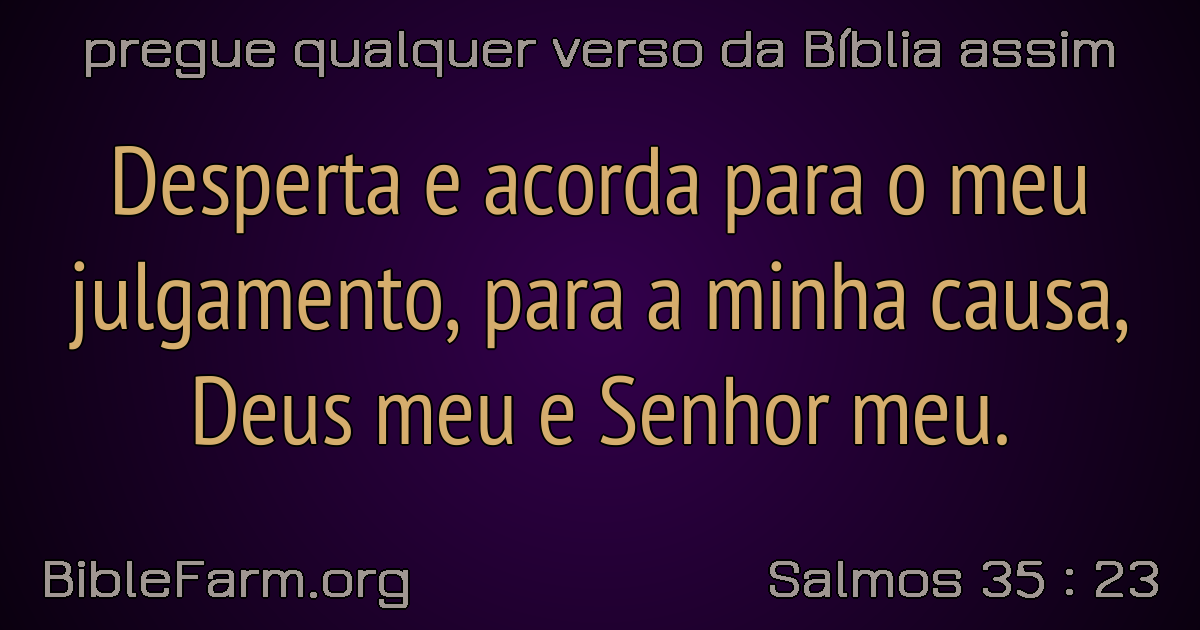 pregue qualquer verso da Bíblia assim
Desperta e acorda para o meu
julgamento, para a minha causa,
Deus meu e Senhor meu.
BibleFarm.org
Salmos 35 : 23